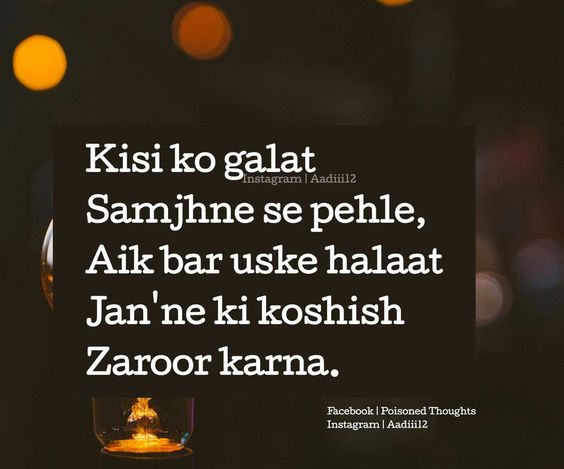 Kisi ko galat
Instagram | Aadiii12
Samjhne se pehle,
Aik bar uske halaat
Jan'ne ki koshish
Zaroor karna.
Facebook | Poisoned Thoughts
Instagram | Aadiii12